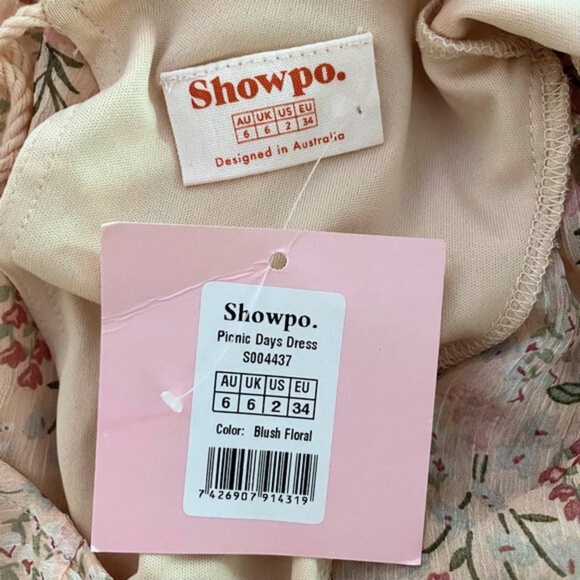 Showpo.
AU UK US EU
6 6 2 34
Designed in Australia
Showpo.
Picnic Days Dress
S004437
AU UK US EU
6 6 2 34
Color: Blush Floral
7 426907 914319